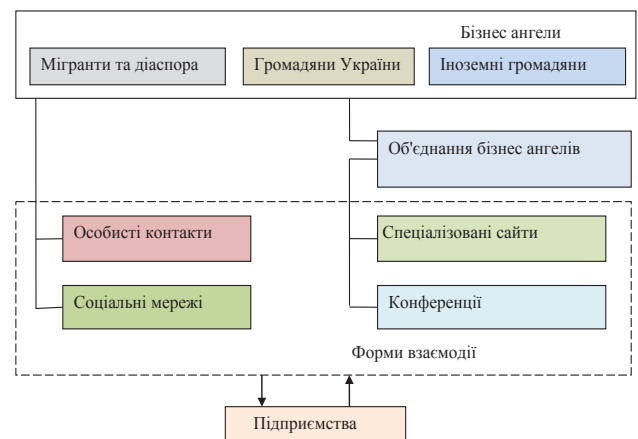 Бізнес ангели
Мігранти та діаспора
Громадяни України
Іноземні громадяни
Об'єднання бізнес ангелів
Особисті контакти
Спеціалізовані сайти
Соціальні мережі
Конференції
Форми взаємодії
Підприємства